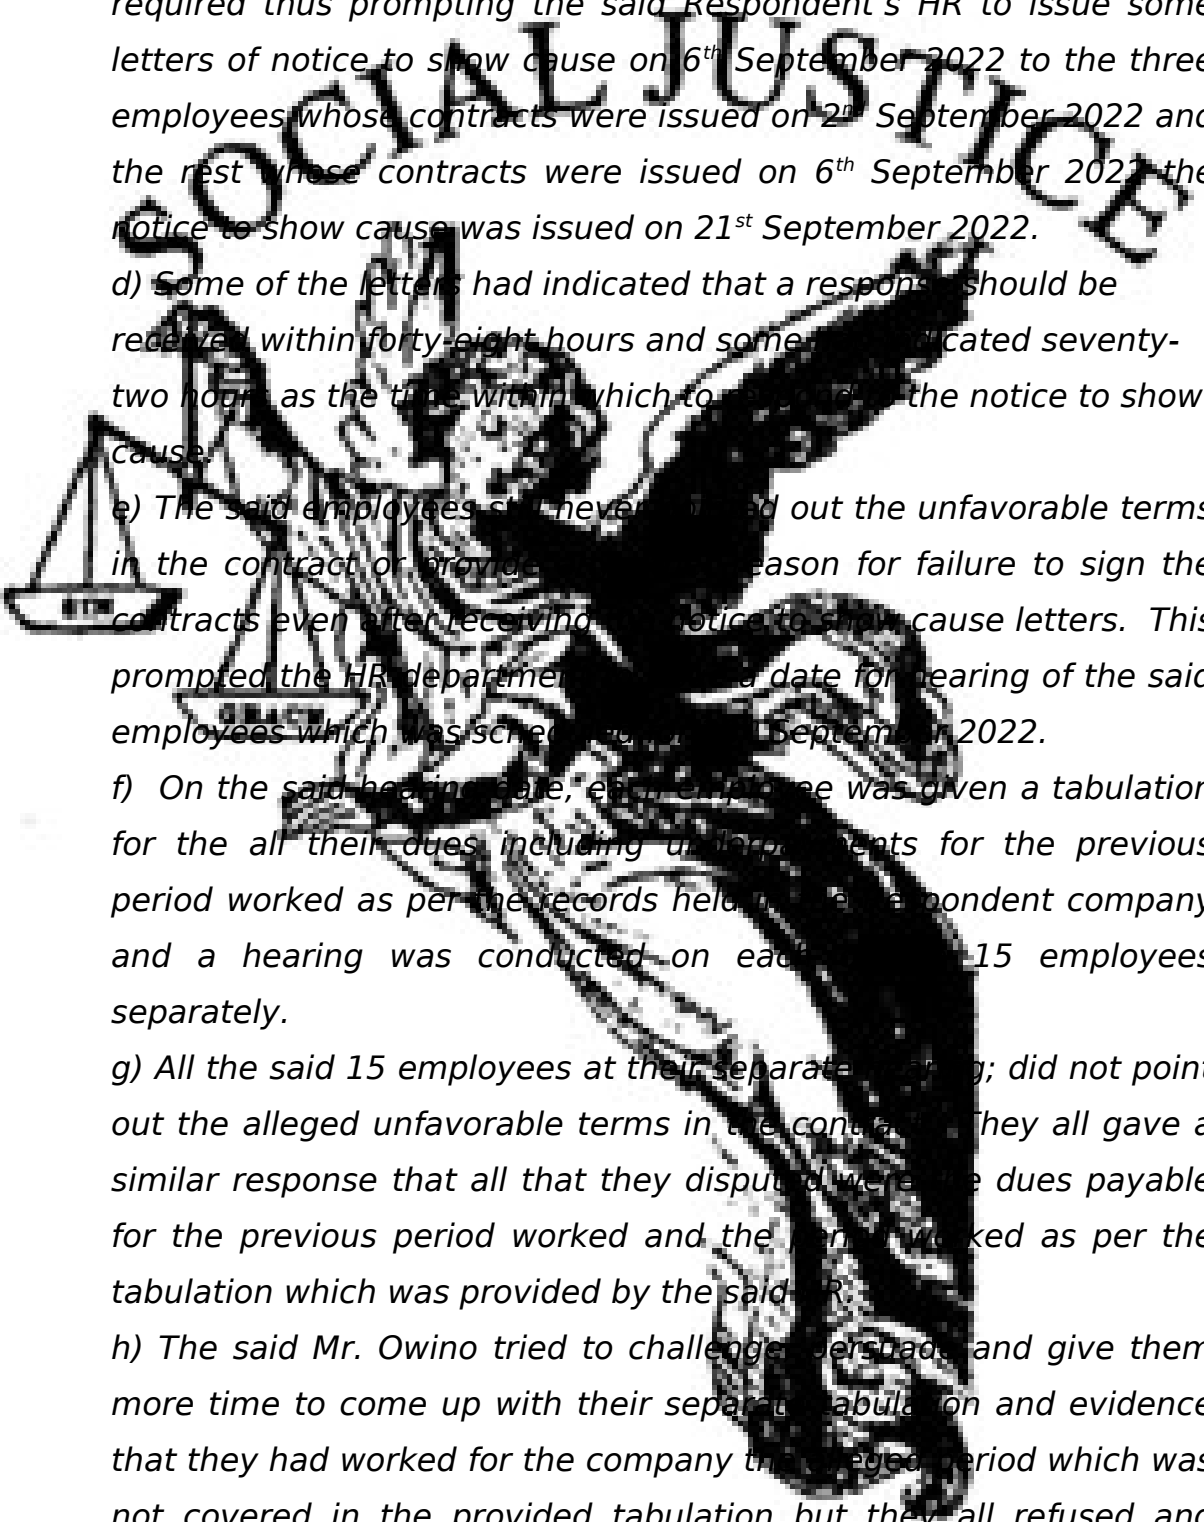 required thus prompting the said Respondent's HR to issue some
SOCIAL JUSTICE
letters of notice to show cause on 6th September 2022 to the three
employees whose contracts were issued on 2nd September 2022 and
the rest whose contracts were issued on 6th September 2022 the
notice to show cause was issued on 21st September 2022.
d) Some of the letters had indicated that a response should be
received within forty-eight hours and some indicated seventy-
two hours as the time within which to respond to the notice to show
cause.
e) The said employees still never out the unfavorable terms
in the contract or provide reason for failure to sign the
contracts even after receiving notice to show cause letters. This
prompted the HR department date for hearing of the said
employees which was scheduled September 2022.
GRACE
f) On the said hearing date, each employee was given a tabulation
for the all their dues including underpayments for the previous
period worked as per the records held respondent company
and a hearing was conducted on each 15 employees
separately.
g) All the said 15 employees at their separate hearing; did not point
out the alleged unfavorable terms in the contract. They all gave a
similar response that all that they disputed were the dues payable
for the previous period worked and the period worked as per the
tabulation which was provided by the said HR.
h) The said Mr. Owino tried to challenge, persuade and give them
more time to come up with their separate tabulation and evidence
that they had worked for the company the alleged period which was
not covered in the provided tabulation but they all refused and